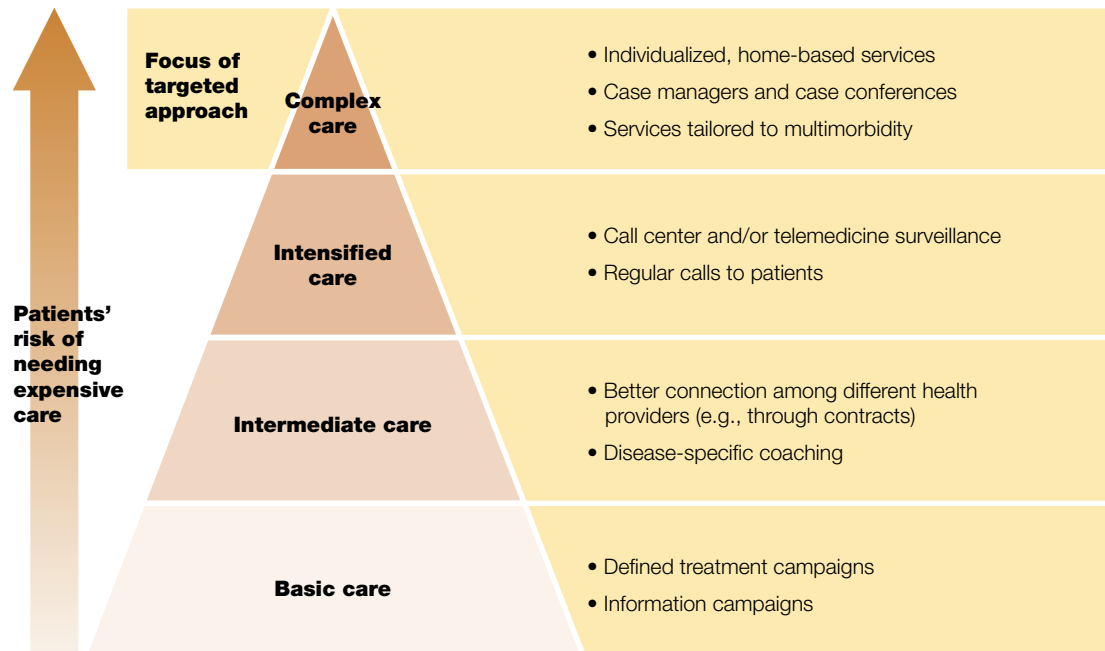 Focus of
targeted
approach
Complex
care
• Individualized, home-based services
• Case managers and case conferences
• Services tailored to multimorbidity
Intensified
care
• Call center and/or telemedicine surveillance
• Regular calls to patients
Patients’
risk of
needing
expensive
care
Intermediate care
• Better connection among different health
providers (e.g., through contracts)
• Disease-specific coaching
Basic care
• Defined treatment campaigns
• Information campaigns